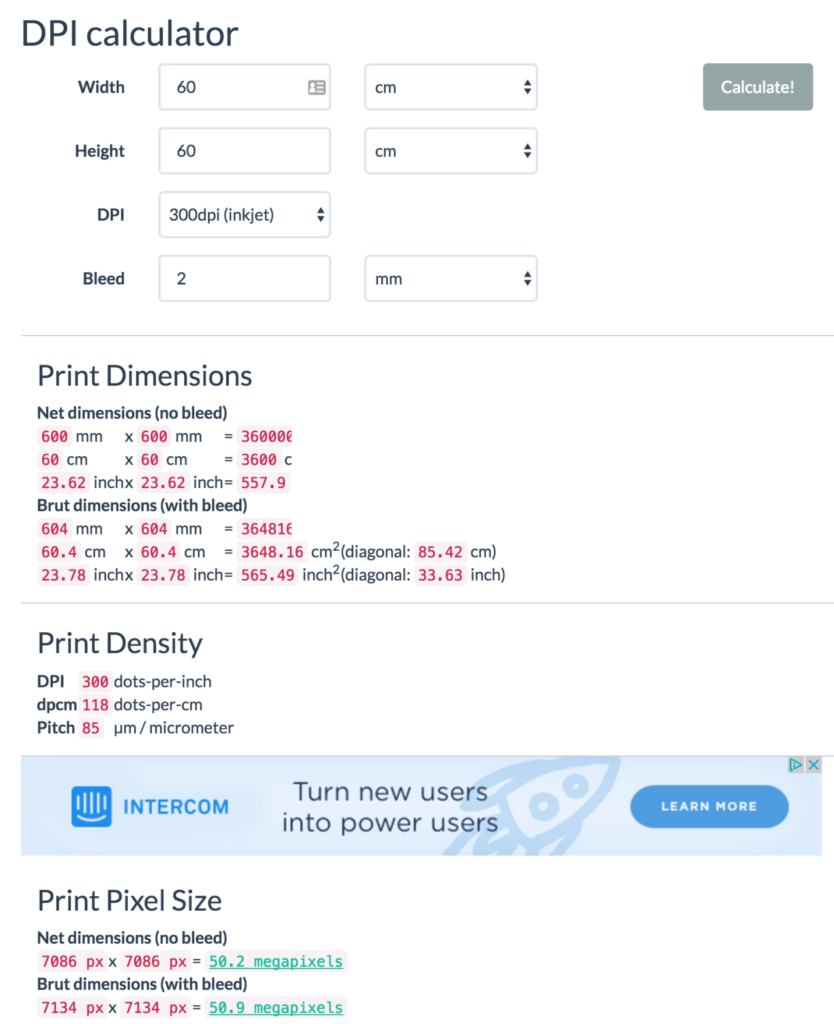 DPI calculator
Width 60 cm Calculate!
Height 60 cm
DPI 300dpi (inkjet)
Bleed 2 mm
Print Dimensions
Net dimensions (no bleed)
600 mm x 600 mm = 360000
60 cm x 60 cm = 3600 c
23.62 inchx 23.62 inch= 557.9
Brut dimensions (with bleed)
604 mm x 604 mm = 364816
60.4 cm x 60.4 cm = 3648.16 cm²(diagonal: 85.42 cm)
23.78 inchx 23.78 inch= 565.49 inch²(diagonal: 33.63 inch)
Print Density
DPI 300 dots-per-inch
dpcm 118 dots-per-cm
Pitch 85 µm / micrometer
INTERCOM Turn new users into power users LEARN MORE
Print Pixel Size
Net dimensions (no bleed)
7086 px x 7086 px = 50.2 megapixels
Brut dimensions (with bleed)
7134 px x 7134 px = 50.9 megapixels